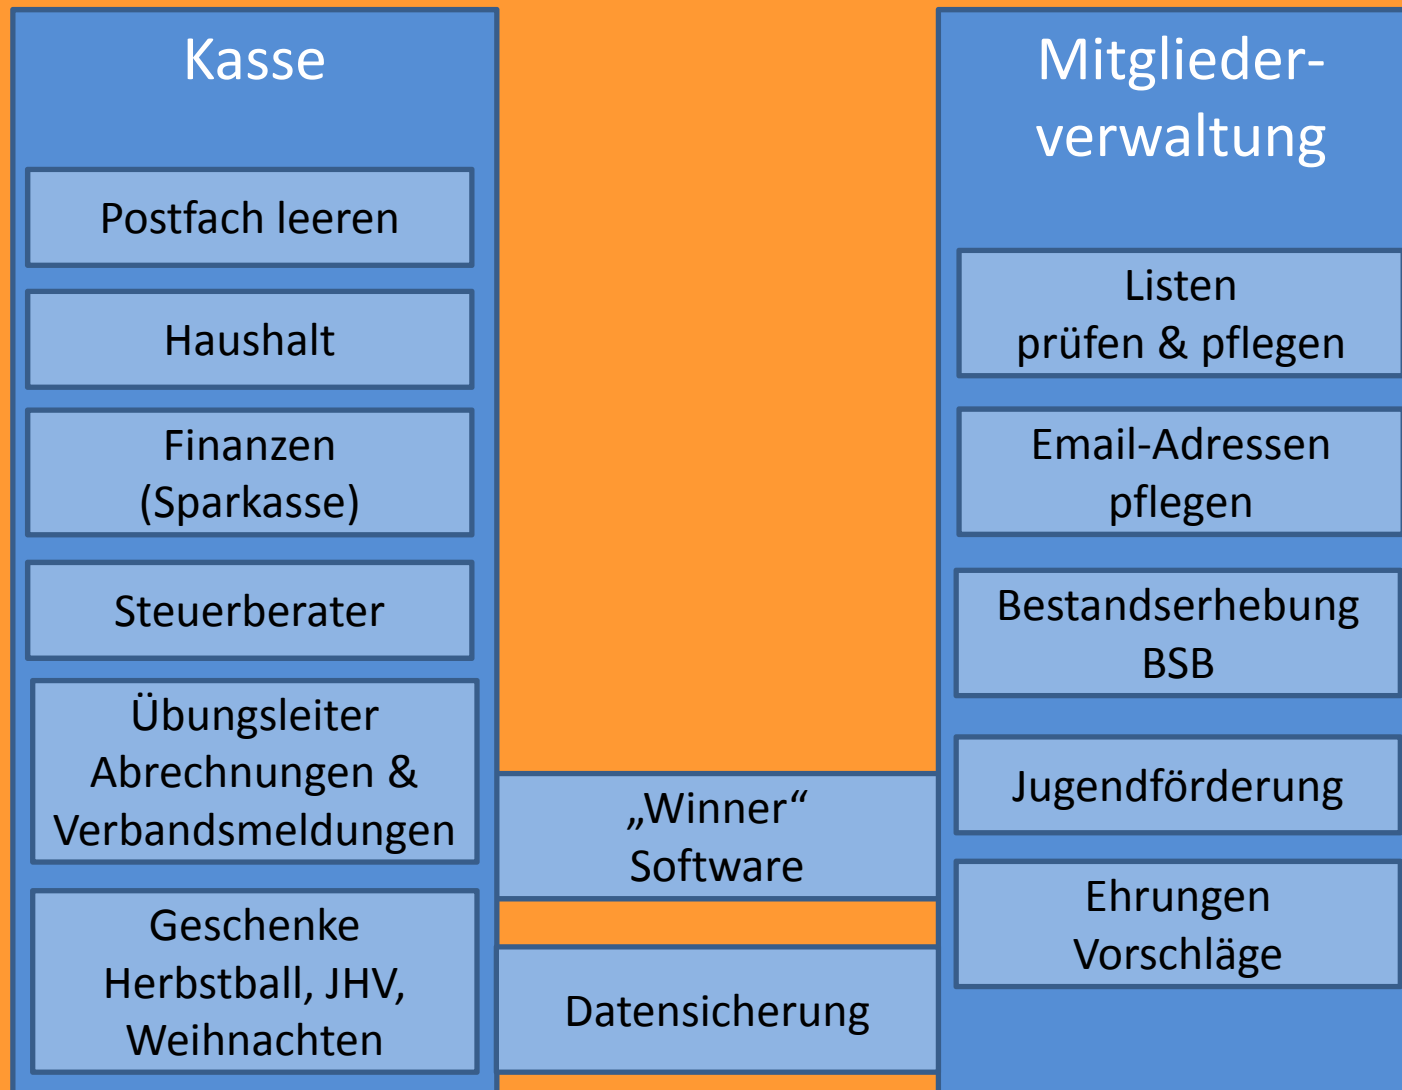 Kasse
Postfach leeren
Haushalt
Finanzen
(Sparkasse)
Steuerberater
Übungsleiter
Abrechnungen &
Verbandsmeldungen
Geschenke
Herbstball, JHV,
Weihnachten
„Winner“
Software
Datensicherung
Mitglieder-
verwaltung
Listen
prüfen & pflegen
Email-Adressen
pflegen
Bestandserhebung
BSB
Jugendförderung
Ehrungen
Vorschläge